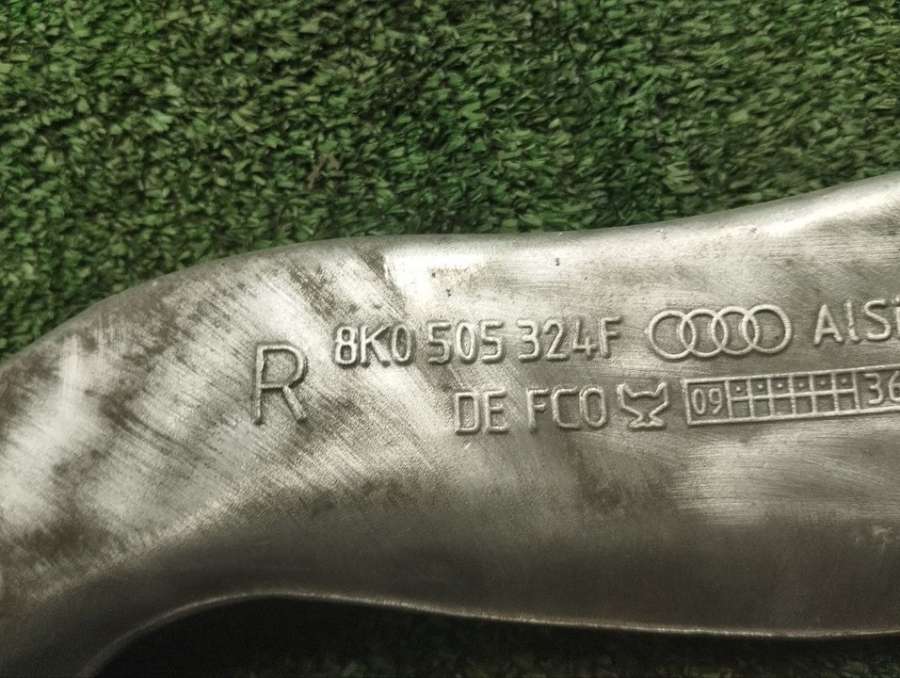 R
8K0 505 324F AlSi
DE FCO 09 36